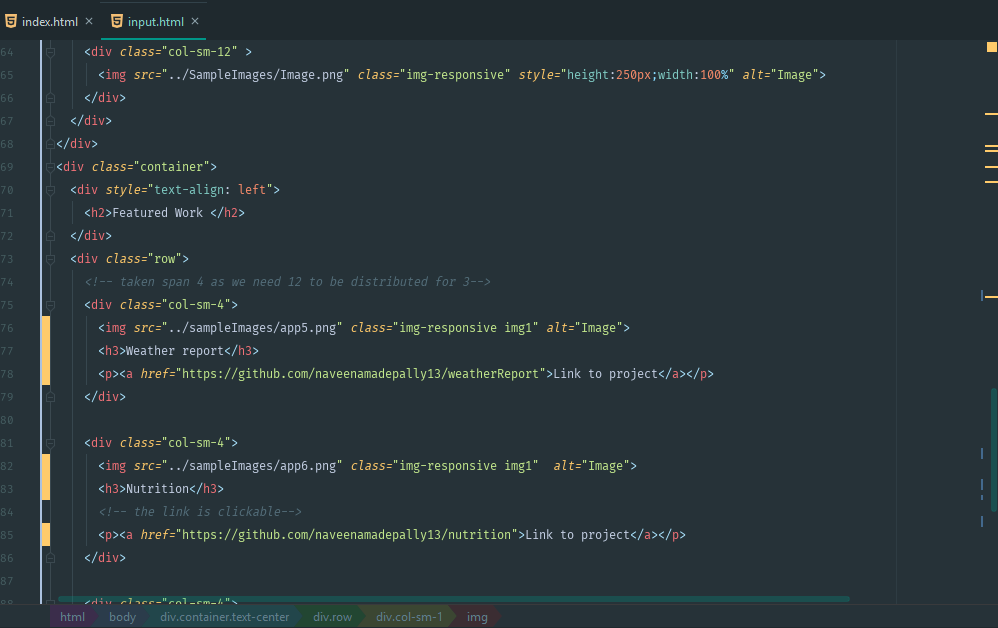 index.html ×
input.html ×
64 <div class="col-sm-12" >
65 <img src="../SampleImages/Image.png" class="img-responsive" style="height:250px;width:100%" alt="Image">
66 </div>
67 </div>
68 </div>
69 <div class="container">
70 <div style="text-align: left">
71 <h2>Featured Work </h2>
72 </div>
73 <div class="row">
74 <!-- taken span 4 as we need 12 to be distributed for 3-->
75 <div class="col-sm-4">
76 <img src="../sampleImages/app5.png" class="img-responsive img1" alt="Image">
77 <h3>Weather report</h3>
78 <p><a href="https://github.com/naveenamadepally13/weatherReport">Link to project</a></p>
79 </div>
80
81 <div class="col-sm-4">
82 <img src="../sampleImages/app6.png" class="img-responsive img1"  alt="Image">
83 <h3>Nutrition</h3>
84 <!-- the link is clickable-->
85 <p><a href="https://github.com/naveenamadepally13/nutrition">Link to project</a></p>
86 </div>
87
88 <div class="col-sm-4">
html body div.container.text-center div.row div.col-sm-1 img